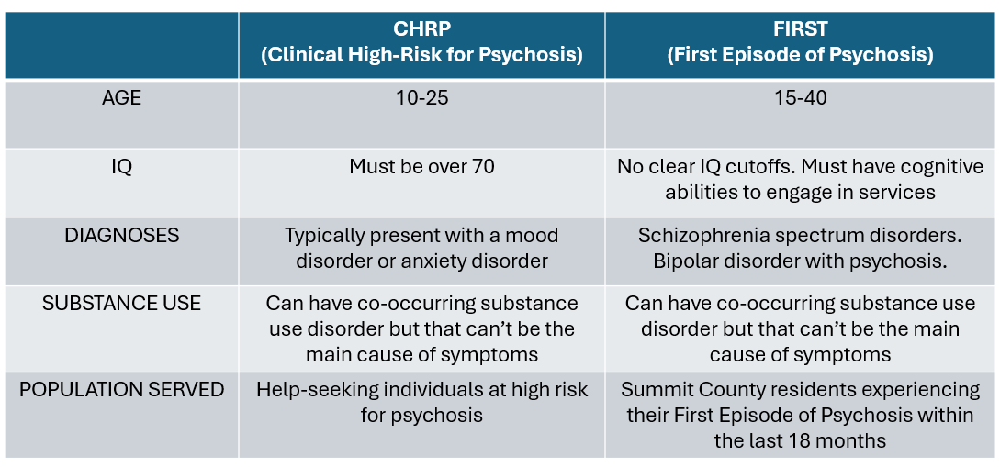 CHRP
(Clinical High-Risk for Psychosis)
FIRST
(First Episode of Psychosis)
AGE
10-25
15-40
IQ
Must be over 70
No clear IQ cutoffs. Must have cognitive
abilities to engage in services
DIAGNOSES
Typically present with a mood
disorder or anxiety disorder
Schizophrenia spectrum disorders.
Bipolar disorder with psychosis.
SUBSTANCE USE
Can have co-occurring substance
use disorder but that can’t be the
main cause of symptoms
Can have co-occurring substance use
disorder but that can’t be the main
cause of symptoms
POPULATION SERVED
Help-seeking individuals at high risk
for psychosis
Summit County residents experiencing
their First Episode of Psychosis within
the last 18 months